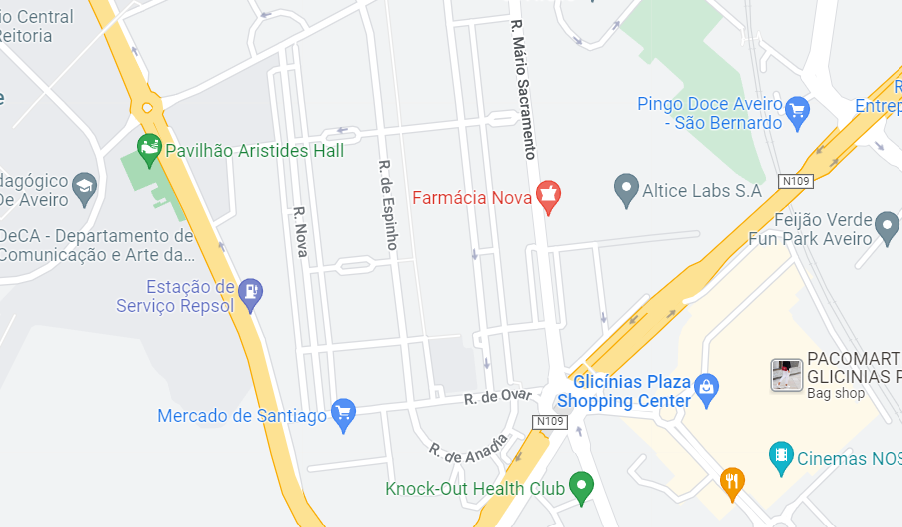 io Central
Reitoria
e
R. Mário Sacramento
Pingo Doce Aveiro
- São Bernardo
R
Entrep
Pavilhão Aristides Hall
R. de Espinho
dagógico
De Aveiro
Farmácia Nova
Altice Labs S.A
N109
R. Nova
DeCA - Departamento de
Comunicação e Arte da...
Feijão Verde
Fun Park Aveiro
Estação de
Serviço Repsol
PACOMART
GLICINIAS P
Bag shop
Glicínias Plaza
Shopping Center
R. de Ovar
Mercado de Santiago
N109
R. de Anadia
Cinemas NOS
Knock-Out Health Club